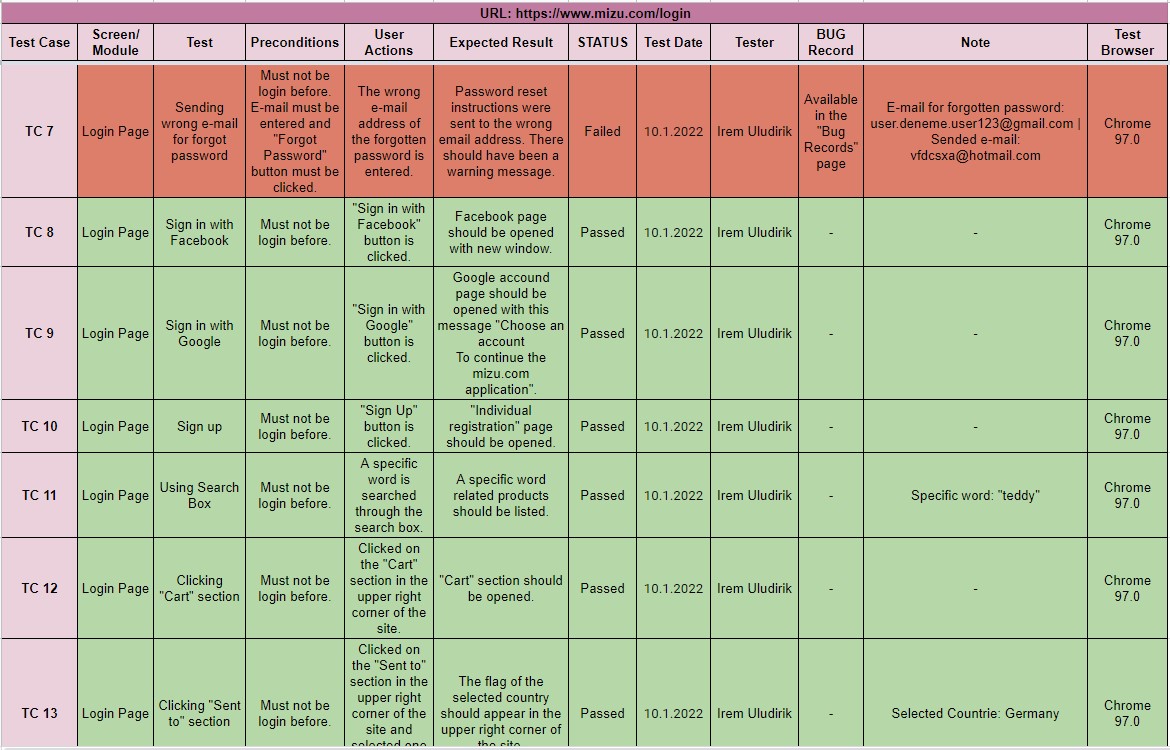 URL: https://www.mizu.com/login
Test Case
Screen/
Module
Test
Preconditions
User
Actions
Expected Result
STATUS
Test Date
Tester
BUG
Record
Note
Test
Browser
TC 7
Login Page
Sending
wrong e-mail
for forgot
password
Must not be
login before.
E-mail must be
entered and
"Forgot
Password"
button must be
clicked.
The wrong
e-mail
address of
the forgotten
password is
entered.
Password reset
instructions were
sent to the wrong
email address. There
should have been a
warning message.
Failed
10.1.2022
Irem Uludirik
Available
in the
"Bug
Records"
page
E-mail for forgotten password:
user.deneme.user123@gmail.com |
Sended e-mail:
vfdcsxa@hotmail.com
Chrome
97.0
TC 8
Login Page
Sign in with
Facebook
Must not be
login before.
"Sign in with
Facebook"
button is
clicked.
Facebook page
should be opened
with new window.
Passed
10.1.2022
Irem Uludirik
-
-
Chrome
97.0
TC 9
Login Page
Sign in with
Google
Must not be
login before.
"Sign in with
Google"
button is
clicked.
Google accound
page should be
opened with this
message "Choose an
account
To continue the
mizu.com
application".
Passed
10.1.2022
Irem Uludirik
-
-
Chrome
97.0
TC 10
Login Page
Sign up
Must not be
login before.
"Sign Up"
button is
clicked.
"Individual
registration" page
should be opened.
Passed
10.1.2022
Irem Uludirik
-
-
Chrome
97.0
TC 11
Login Page
Using Search
Box
Must not be
login before.
A specific
word is
searched
through the
search box.
A specific word
related products
should be listed.
Passed
10.1.2022
Irem Uludirik
-
Specific word: "teddy"
Chrome
97.0
TC 12
Login Page
Clicking
"Cart" section
Must not be
login before.
Clicked on
the "Cart"
section in the
upper right
corner of the
site.
"Cart" section should
be opened.
Passed
10.1.2022
Irem Uludirik
-
-
Chrome
97.0
TC 13
Login Page
Clicking "Sent
to" section
Must not be
login before.
Clicked on
the "Sent to"
section in the
upper right
corner of the
site and
selected one
The flag of the
selected country
should appear in the
upper right corner of
the site.
Passed
10.1.2022
Irem Uludirik
-
Selected Countrie: Germany
Chrome
97.0